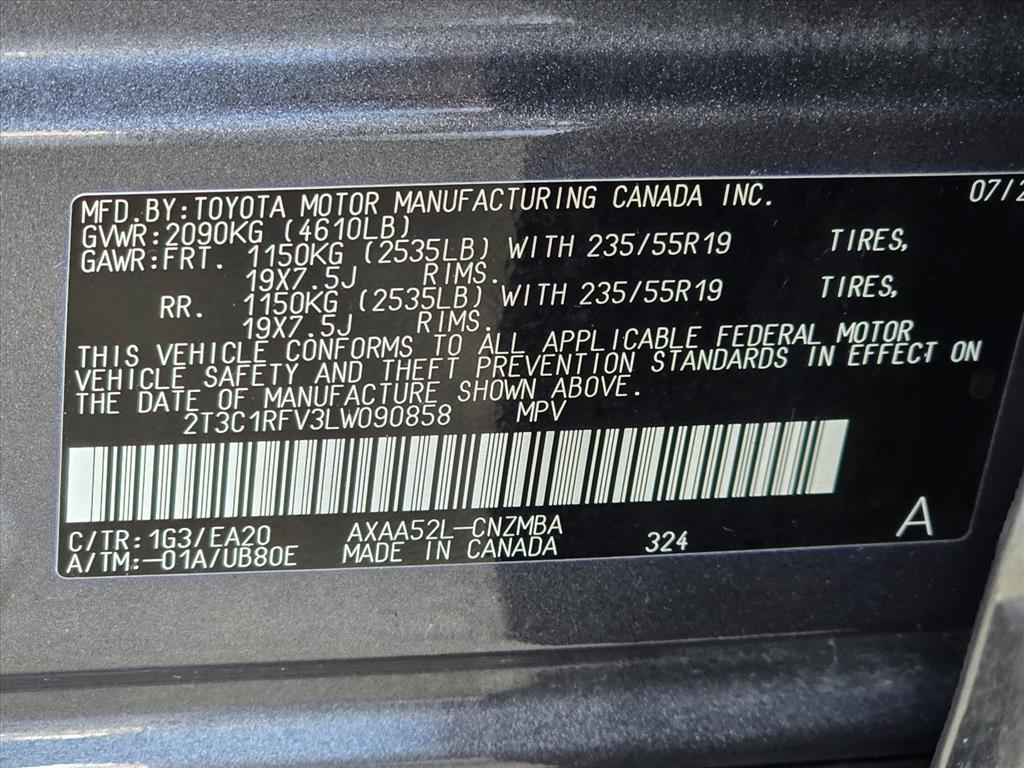 MFD.BY:TOYOTA MOTOR MANUFACTURING CANADA INC. 07/2
GVWR:2090KG (4610LB)
GAWR:FRT. 1150KG (2535LB) WITH 235/55R19 TIRES,
19X7.5J RIMS.
RR. 1150KG (2535LB) WITH 235/55R19 TIRES,
19X7.5J RIMS.
THIS VEHICLE CONFORMS TO ALL APPLICABLE FEDERAL MOTOR
VEHICLE SAFETY AND THEFT PREVENTION STANDARDS IN EFFECT ON
THE DATE OF MANUFACTURE SHOWN ABOVE.
2T3C1RFV3LW090858 MPV
C/TR:1G3/EA20 AXAA52L-CNZMBA
A/TM:-01A/UB80E MADE IN CANADA 324 A